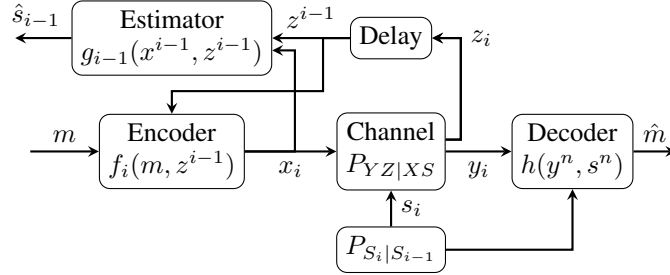 ŝ_{i−1}
Estimator
g_{i−1}(x^{i−1}, z^{i−1})
z^{i−1}
Delay
z_i
m
Encoder
f_i(m, z^{i−1})
x_i
Channel
P_{YZ|XS}
y_i
Decoder
h(y^n, s^n)
m̂
s_i
P_{S_i|S_{i−1}}